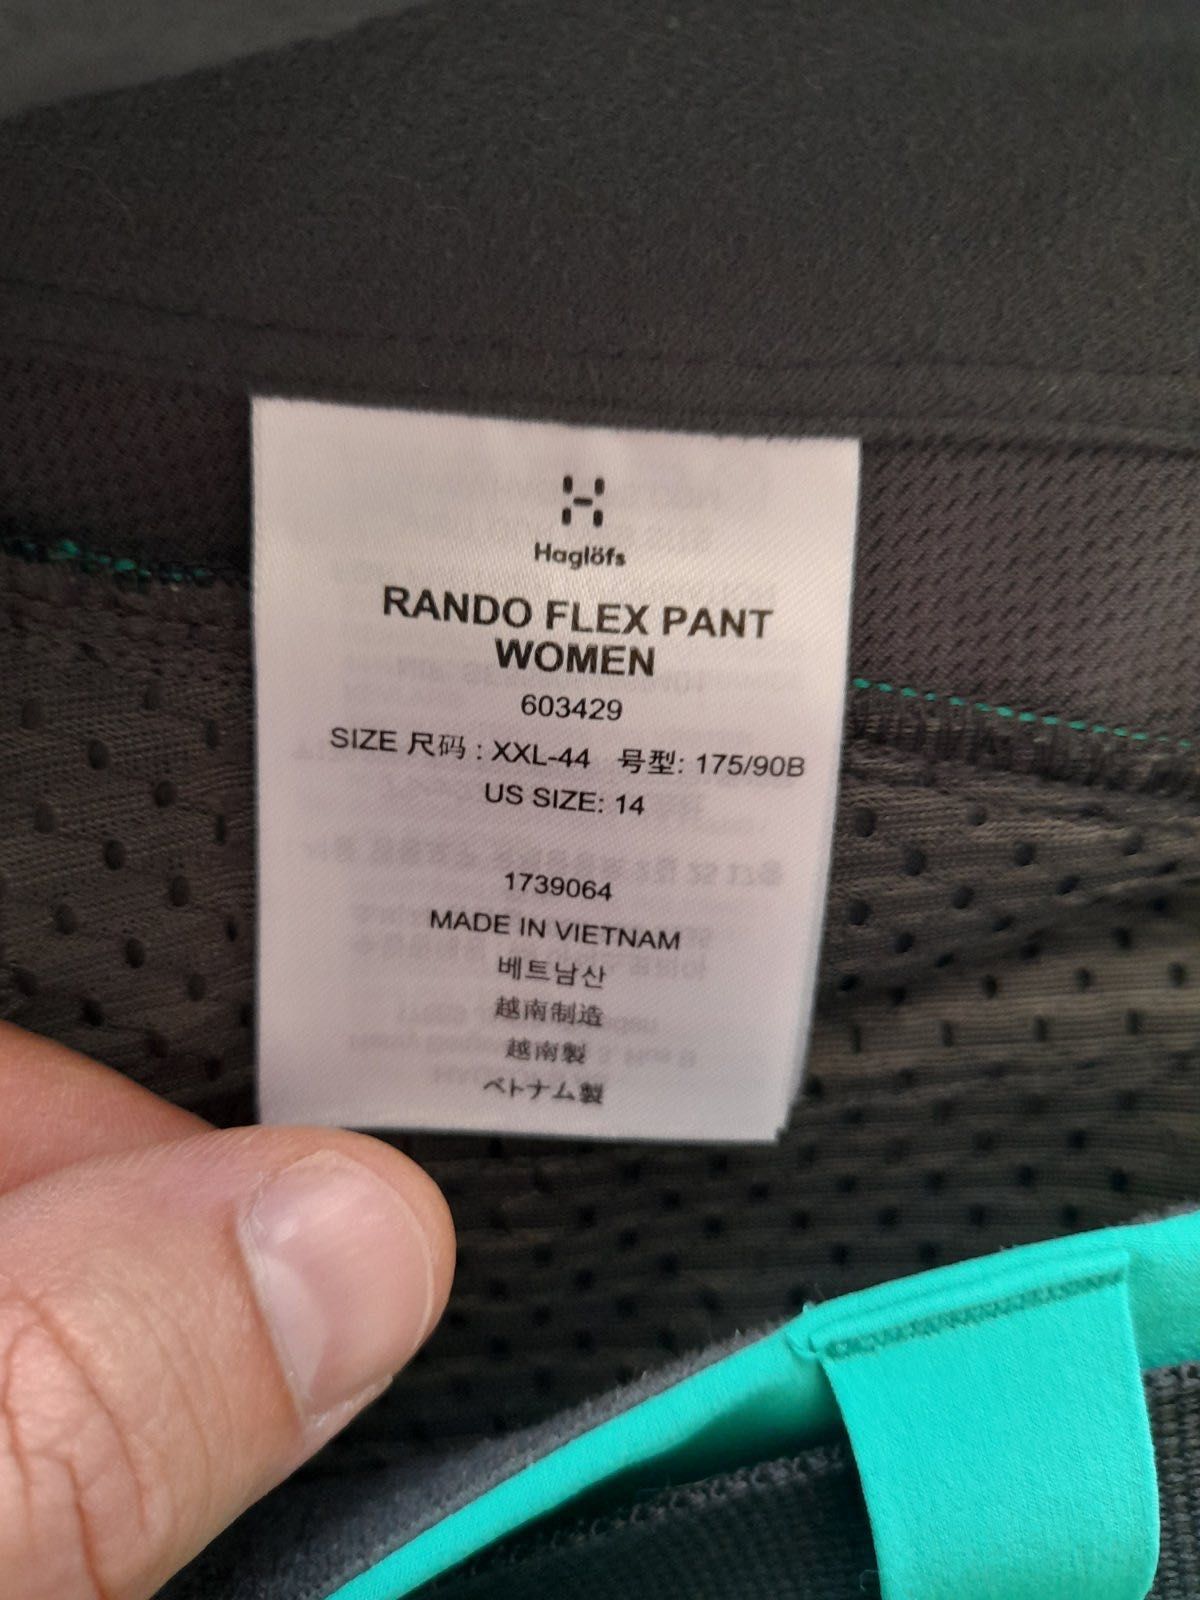 Haglöfs
RANDO FLEX PANT
WOMEN
603429
SIZE 尺码 : XXL-44 号型: 175/90B
US SIZE: 14
1739064
MADE IN VIETNAM
베트남산
越南制造
越南製
ベトナム製